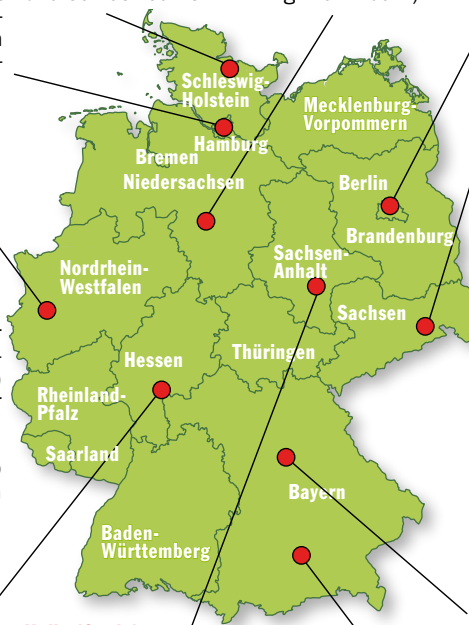 Schleswig-
Holstein
Mecklenburg-
Vorpommern
Hamburg
Bremen
Niedersachsen
Berlin
Brandenburg
Sachsen-
Anhalt
Nordrhein-
Westfalen
Sachsen
Thüringen
Hessen
Rheinland-
Pfalz
Saarland
Bayern
Baden-
Württemberg